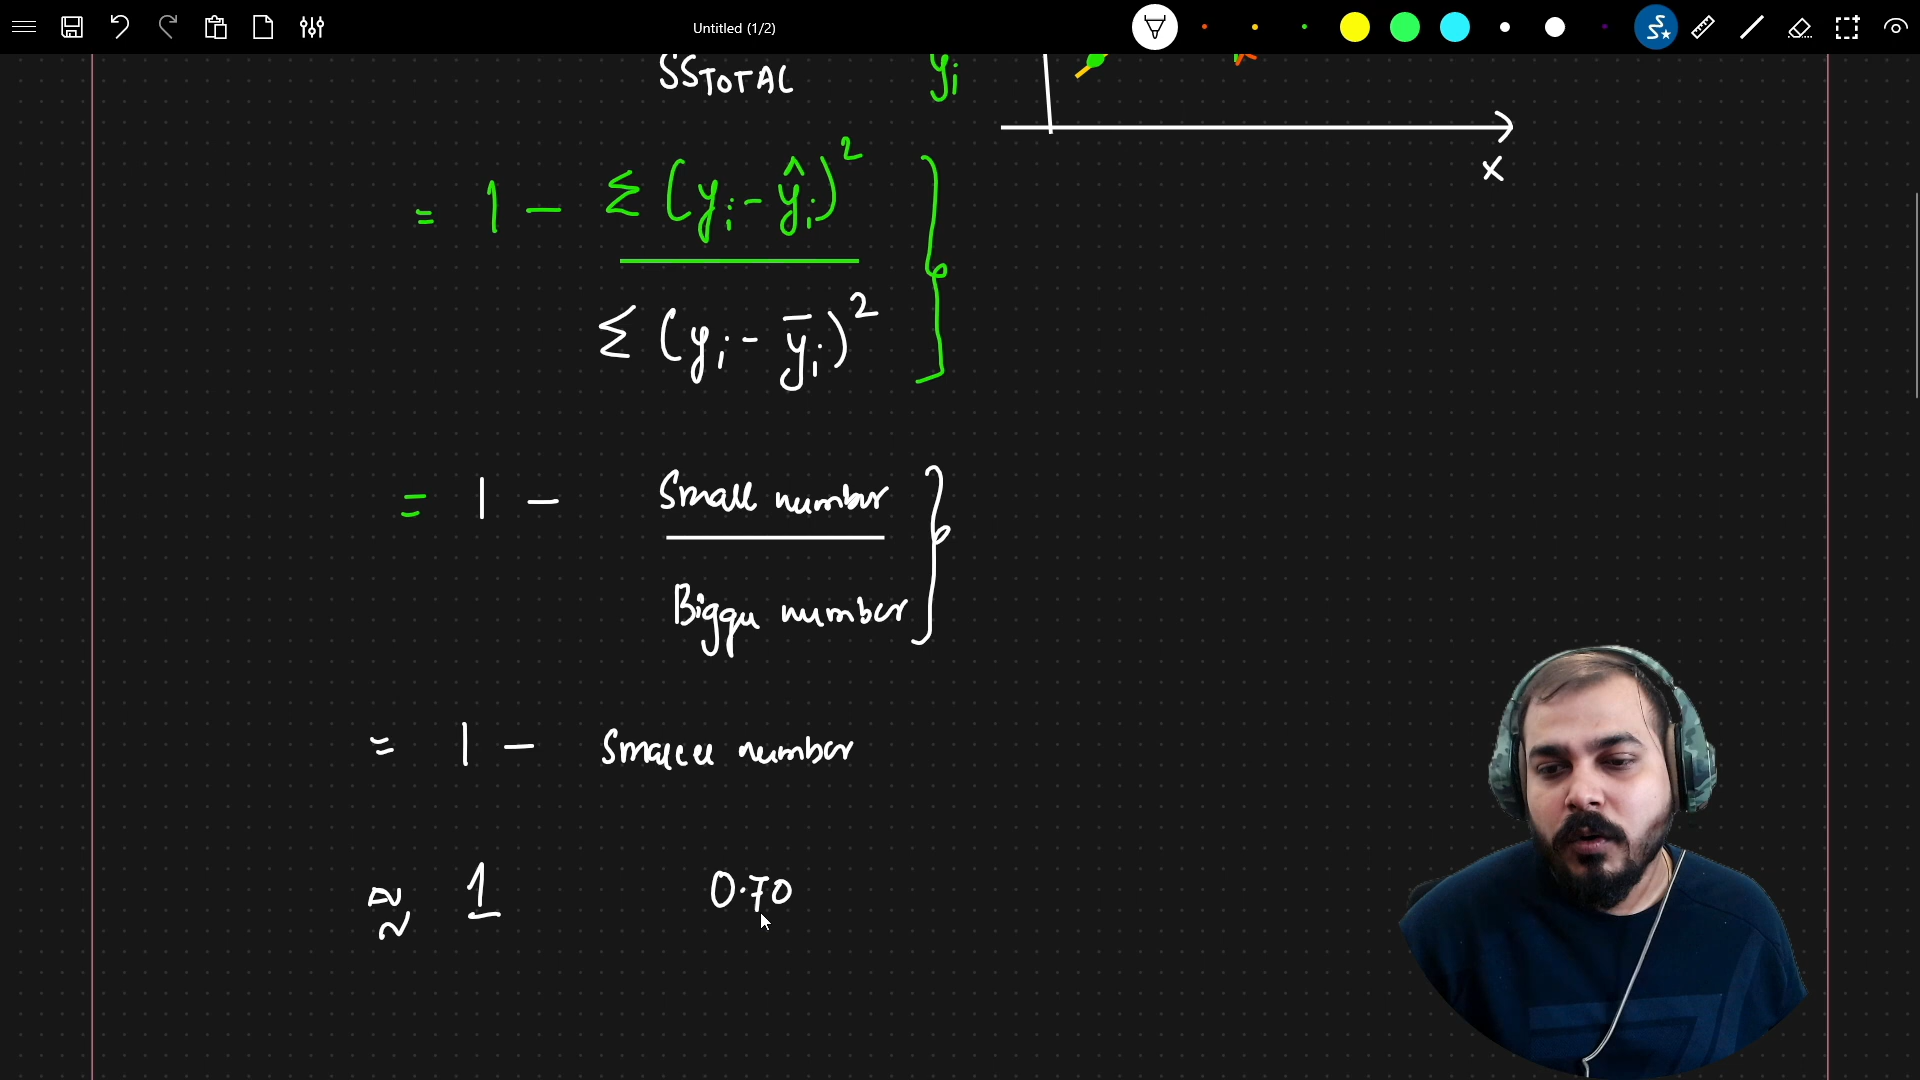 Untitled (1/2)
SSTOTAL yi
x
= 1 - Σ (yi - ŷi)²
Σ (yi - ȳi)²
= 1 - Small number
Bigger number
= 1 - Smaller number
≈ 1 0.70